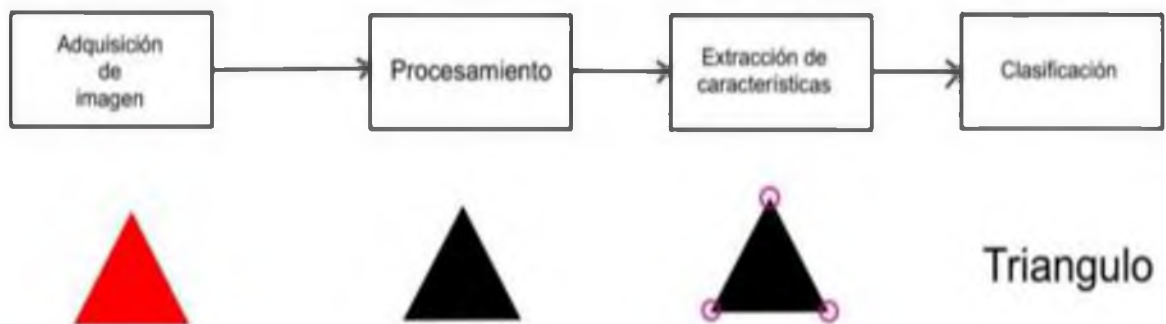 Adquisición
de
imagen
Procesamiento
Extracción de
características
Clasificación
Triangulo